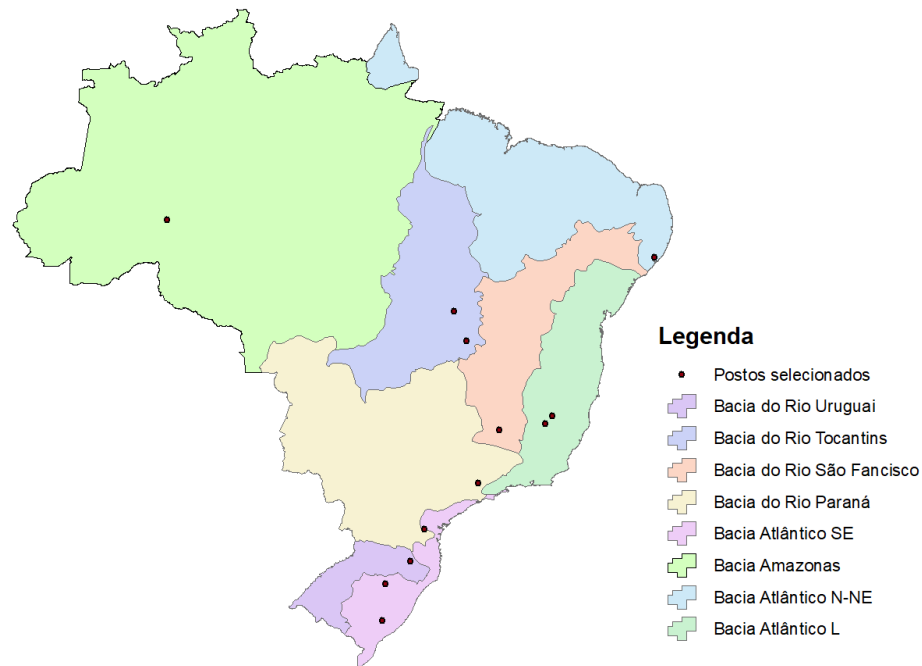 Legenda
Postos selecionados
Bacia do Rio Uruguai
Bacia do Rio Tocantins
Bacia do Rio São Fancisco
Bacia do Rio Paraná
Bacia Atlântico SE
Bacia Amazonas
Bacia Atlântico N-NE
Bacia Atlântico L